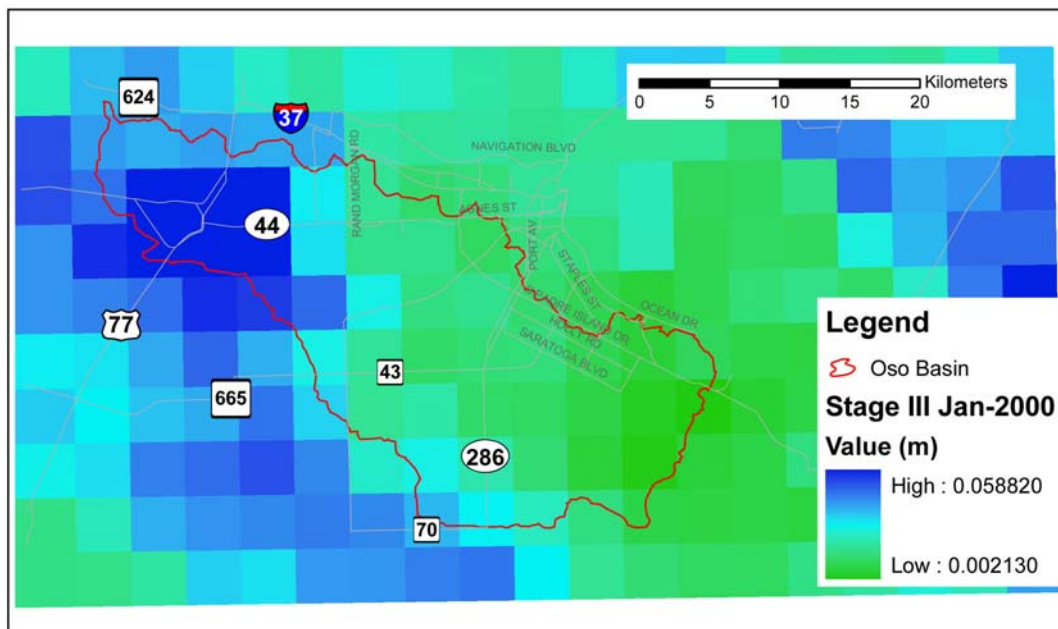 624
37
Kilometers
0 5 10 15 20
NAVIGATION BLVD
RAND MORGAN RD
AGNES ST
44
PORT AV
STAPLES ST
OCEAN DR
S PADRE ISLAND DR
HOLLY RD
SARATOGA BLVD
77
43
665
286
70
Legend
Oso Basin
Stage III Jan-2000
Value (m)
High : 0.058820
Low : 0.002130